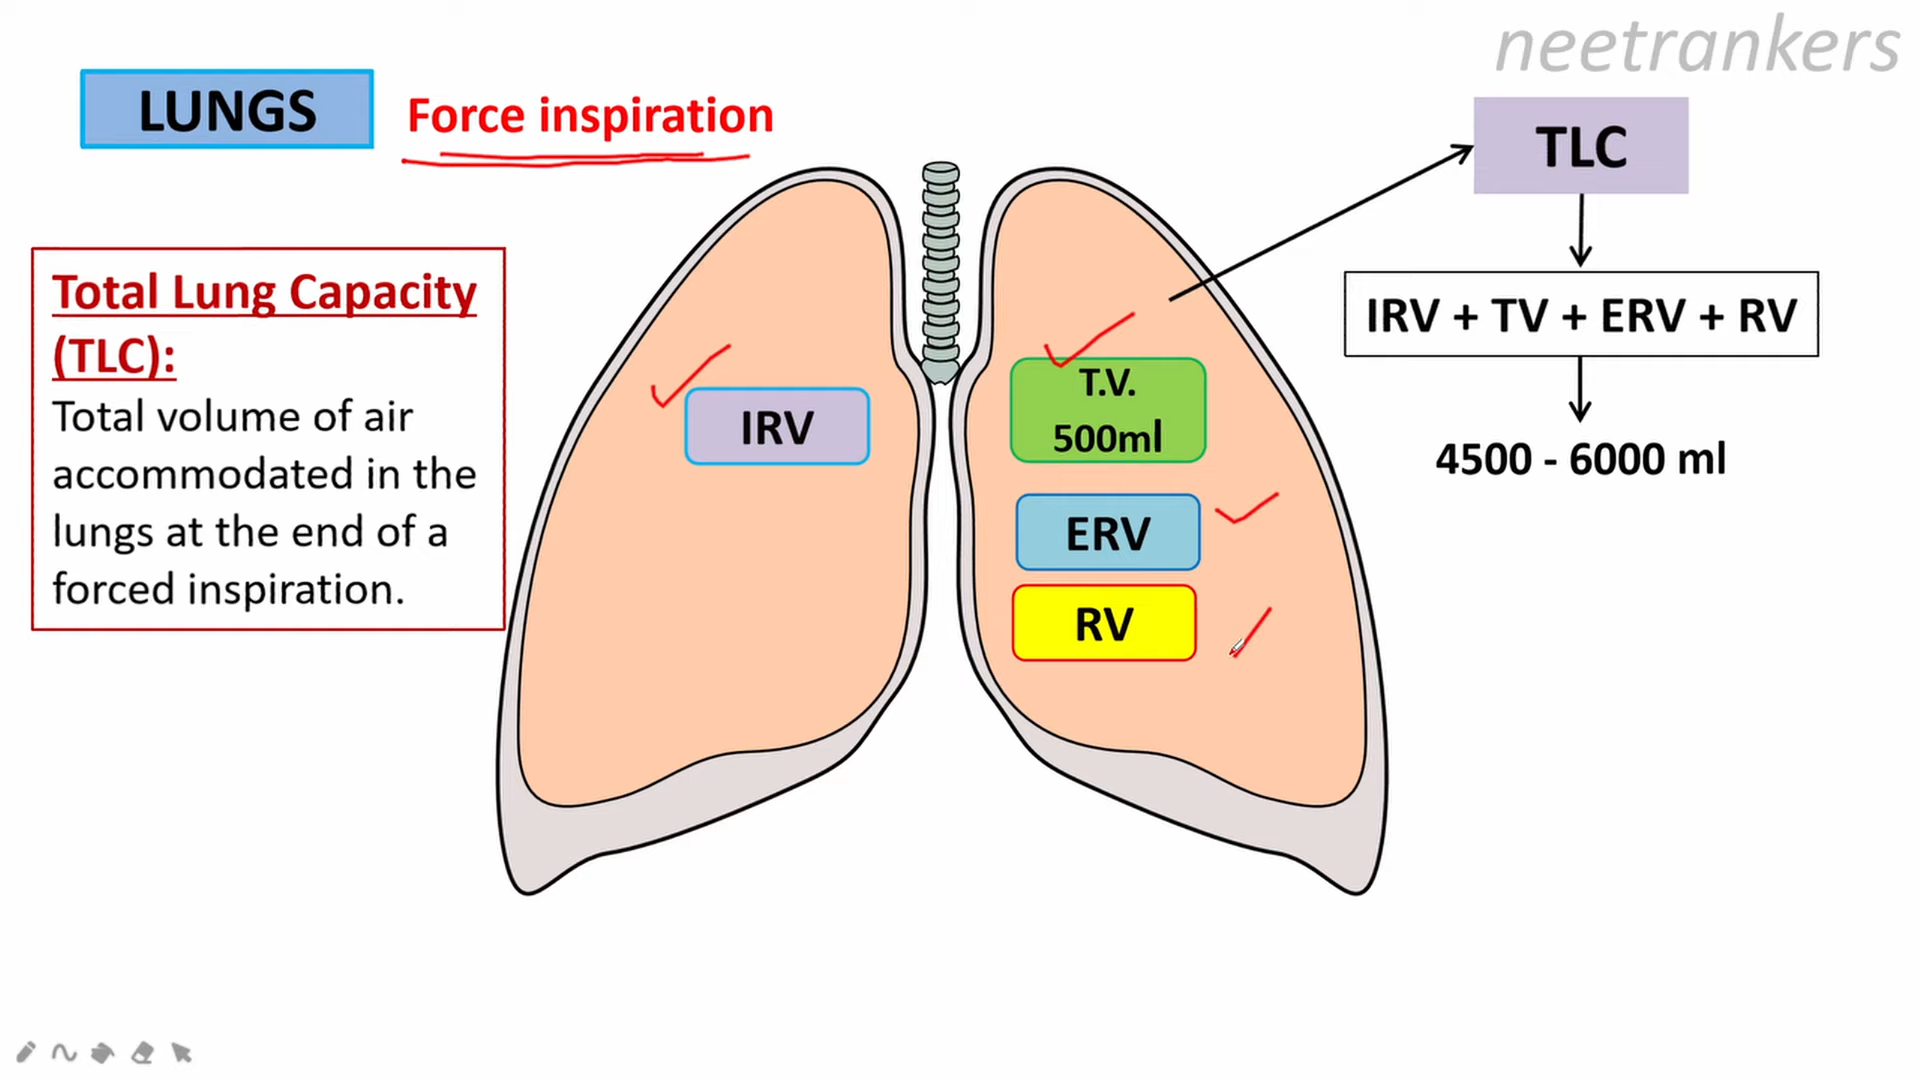 neetrankers
LUNGS
Force inspiration
TLC
Total Lung Capacity
(TLC):
Total volume of air
accommodated in the
lungs at the end of a
forced inspiration.
IRV + TV + ERV + RV
IRV
T.V.
500ml
4500 - 6000 ml
ERV
RV